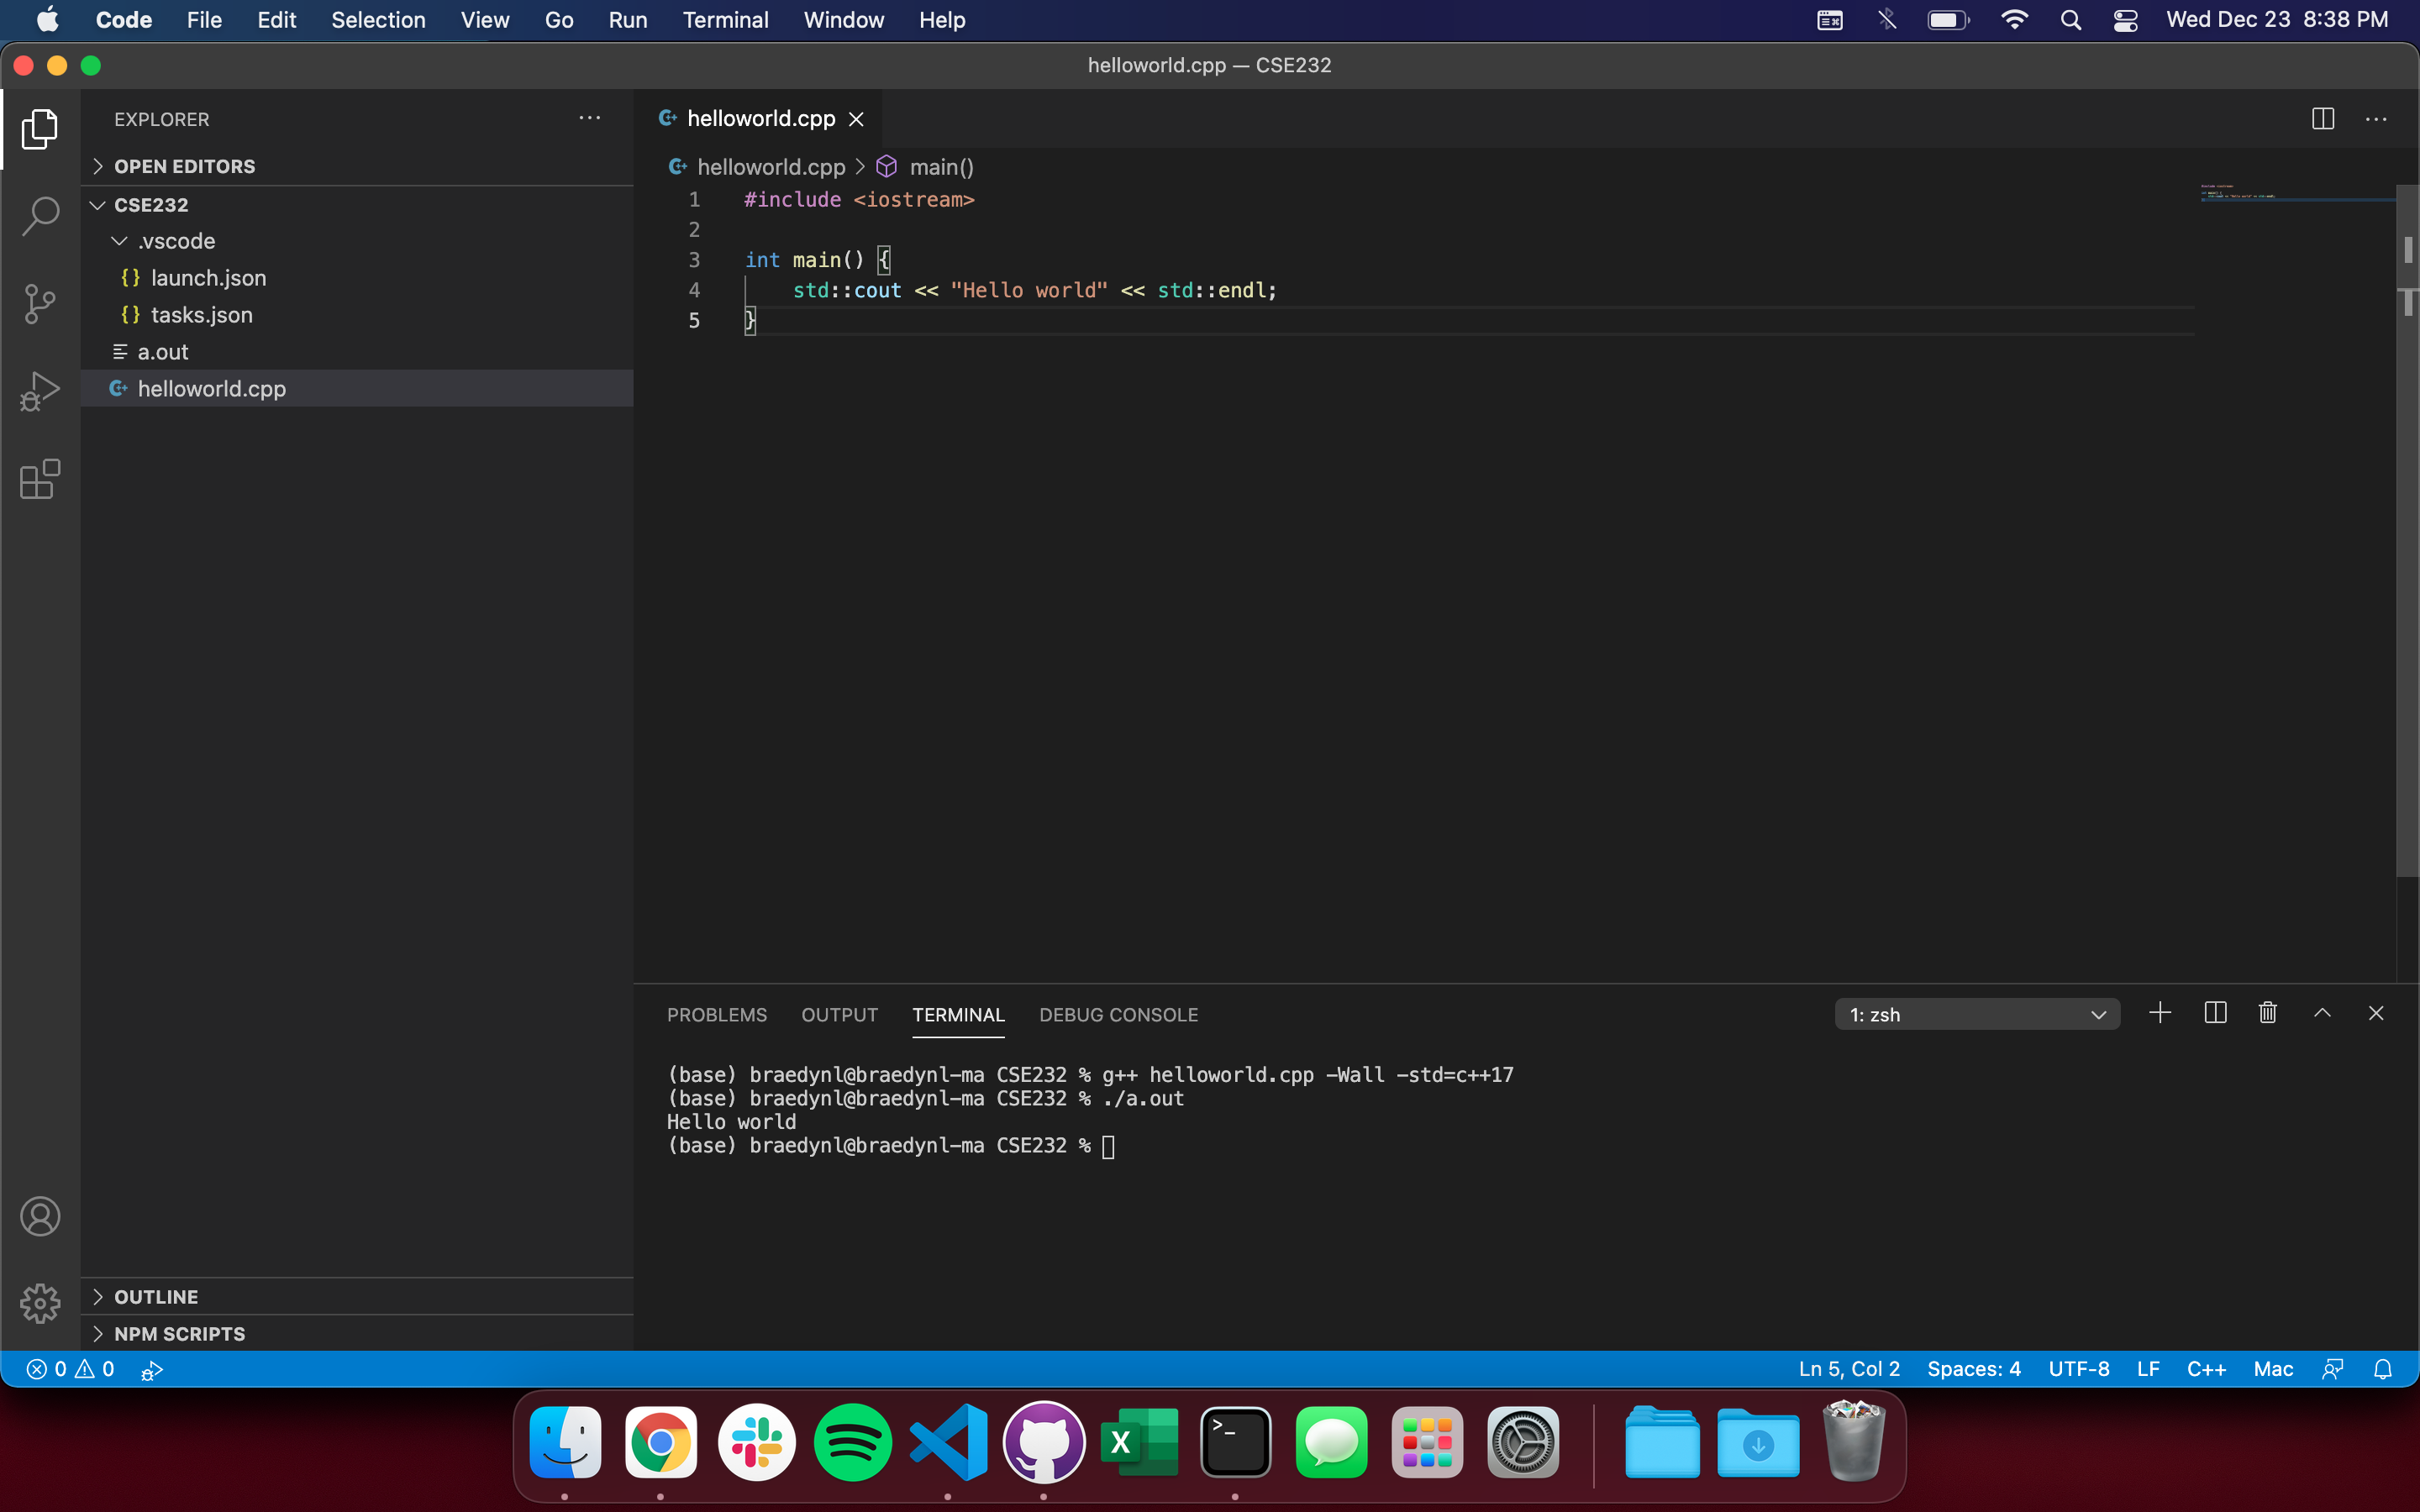 Code File Edit Selection View Go Run Terminal Window Help Wed Dec 23 8:38 PM
helloworld.cpp — CSE232
EXPLORER
OPEN EDITORS
CSE232
.vscode
{} launch.json
{} tasks.json
a.out
helloworld.cpp
OUTLINE
NPM SCRIPTS
helloworld.cpp
helloworld.cpp > main()
1 #include <iostream>
2
3 int main() {
4 std::cout << "Hello world" << std::endl;
5 }
PROBLEMS OUTPUT TERMINAL DEBUG CONSOLE 1: zsh
(base) braedynl@braedynl-ma CSE232 % g++ helloworld.cpp -Wall -std=c++17
(base) braedynl@braedynl-ma CSE232 % ./a.out
Hello world
(base) braedynl@braedynl-ma CSE232 %
0 0 Ln 5, Col 2 Spaces: 4 UTF-8 LF C++ Mac